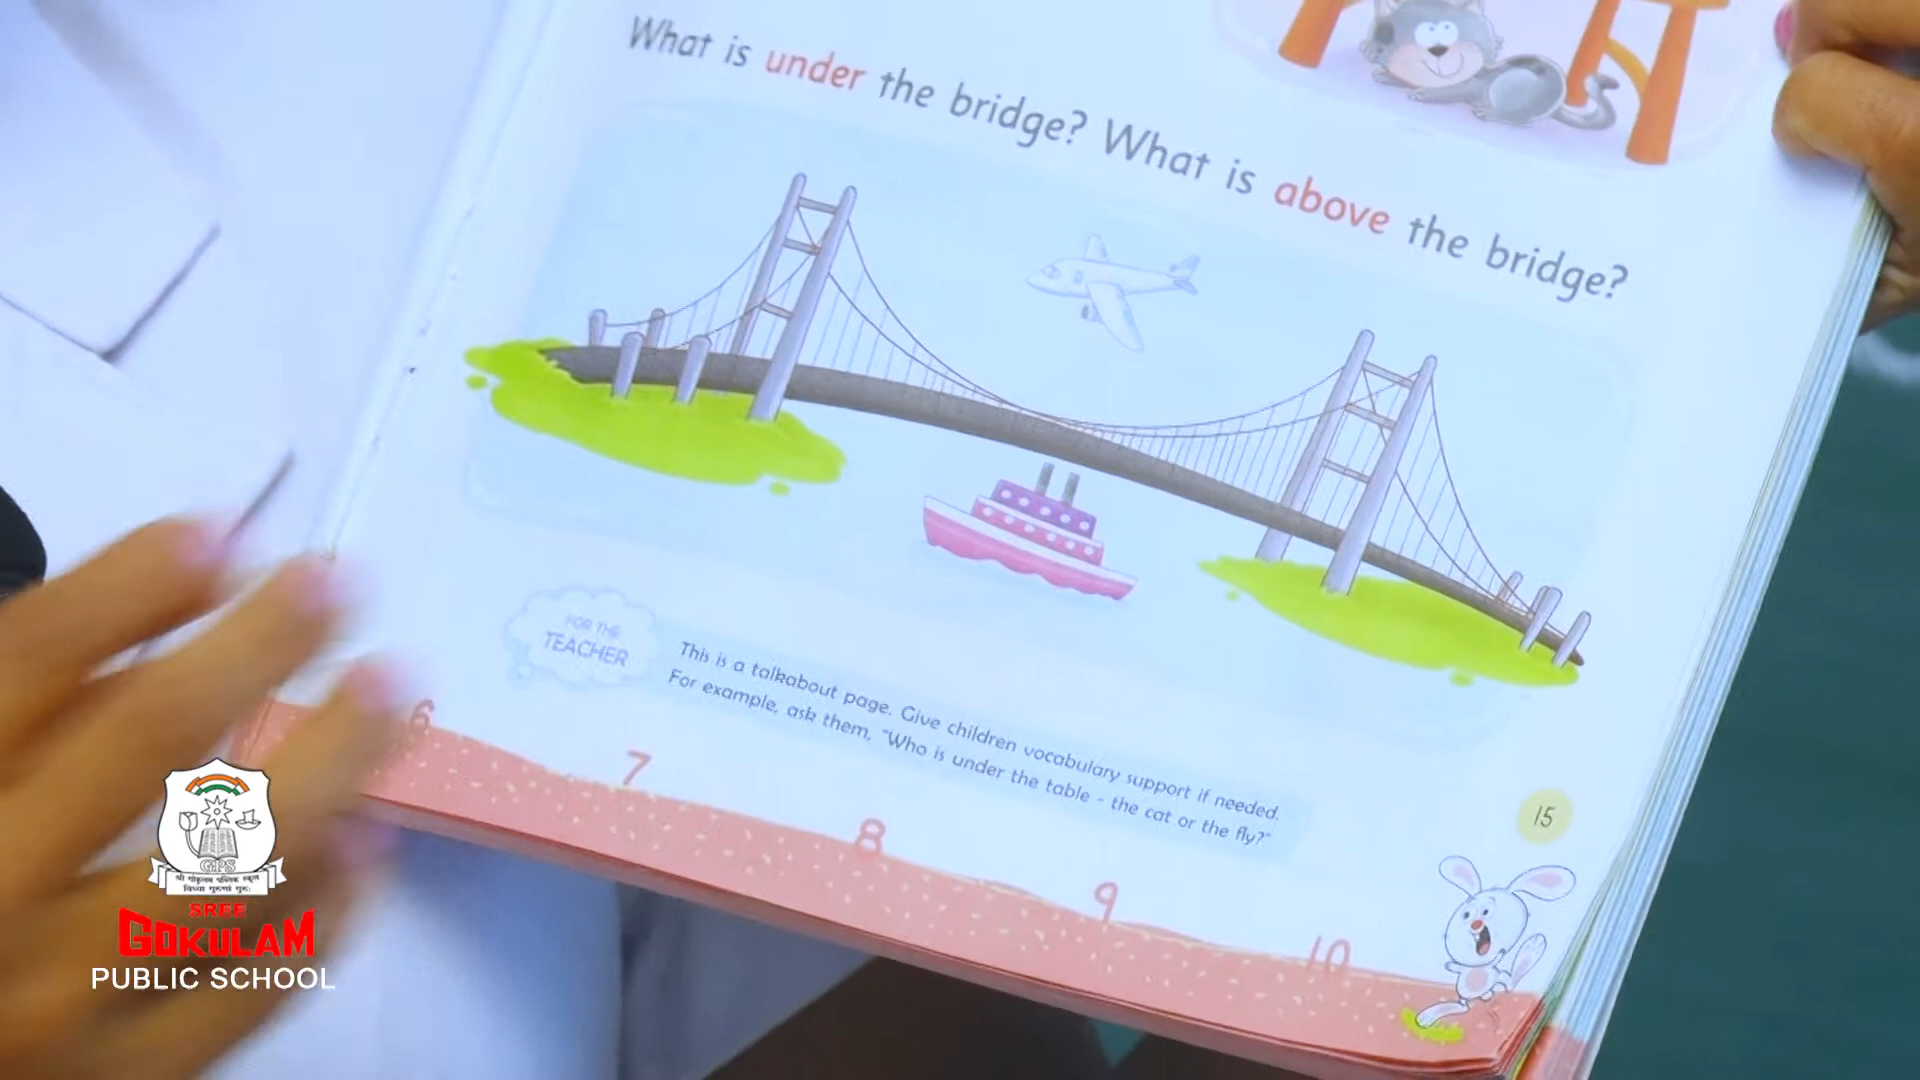 What is under the bridge? What is above the bridge?
FOR THE
TEACHER
This is a talkabout page. Give children vocabulary support if needed.
For example, ask them, "Who is under the table - the cat or the fly?"
6
7
8
9
10
15
GPS
श्री गोकुलम पब्लिक स्कूल
विध्या गुरुणां गुरु:
SREE
GOKULAM
PUBLIC SCHOOL